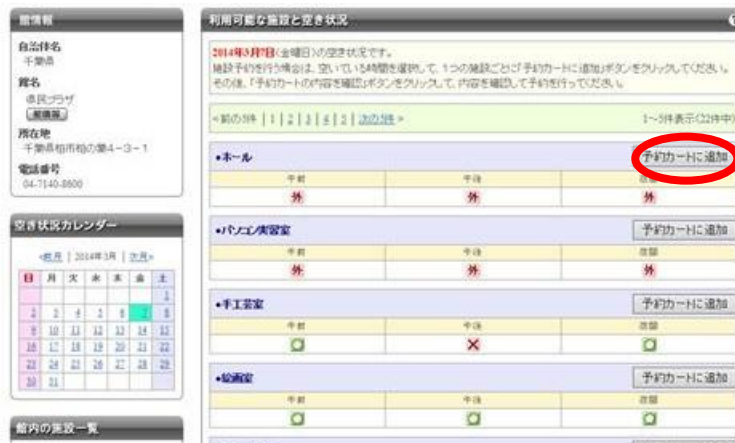 館情報
自治体名
千葉県
館名
県民プラザ
館情報
所在地
千葉県柏市柏の葉4-3-1
電話番号
04-7140-8600
空き状況カレンダー
<前月 | 2014年3月 | 次月>
日 月 火 水 木 金 土
1
2 3 4 5 6 7 8
9 10 11 12 13 14 15
16 17 18 19 20 21 22
23 24 25 26 27 28 29
30 31
館内の施設一覧
利用可能な施設と空き状況
2014年3月7日(金曜日)の空き状況です。
施設予約を行う場合は、空いている時間を選択して、1つの施設ごとに「予約カートに追加」ボタンをクリックしてください。
その後、「予約カートの内容を確認」ボタンをクリックして、内容を確認して予約を行ってください。
<前の5件 | 1 | 2 | 3 | 4 | 5 | 次の5件>
1～5件表示(22件中)
•ホール
予約カートに追加
午前 午後 夜間
外 外 外
•パソコン実習室
予約カートに追加
午前 午後 夜間
外 外 外
•手工芸室
予約カートに追加
午前 午後 夜間
•絵画室
予約カートに追加
午前 午後 夜間